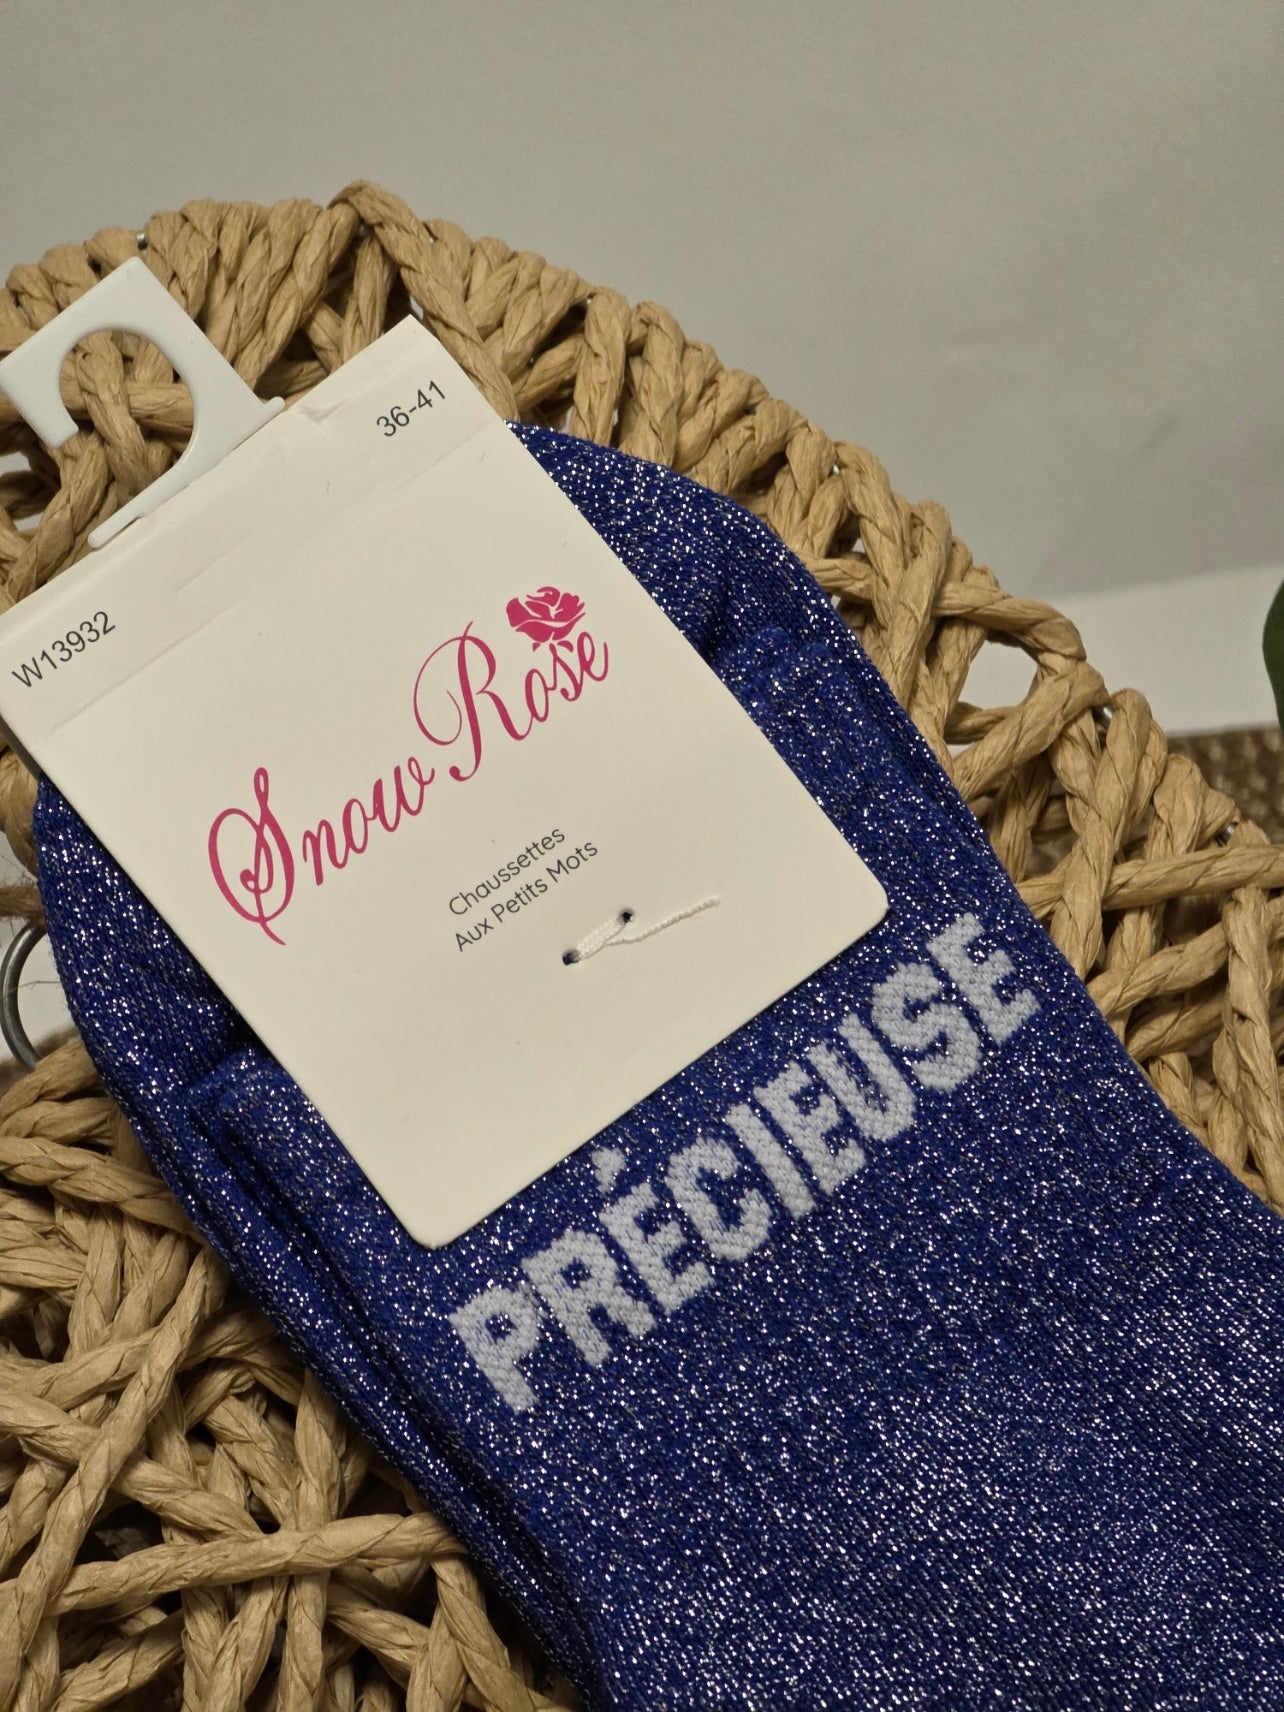 36-41
W13932
Snow Rose
Chaussettes
Aux Petits Mots
PRÉCIEUSE